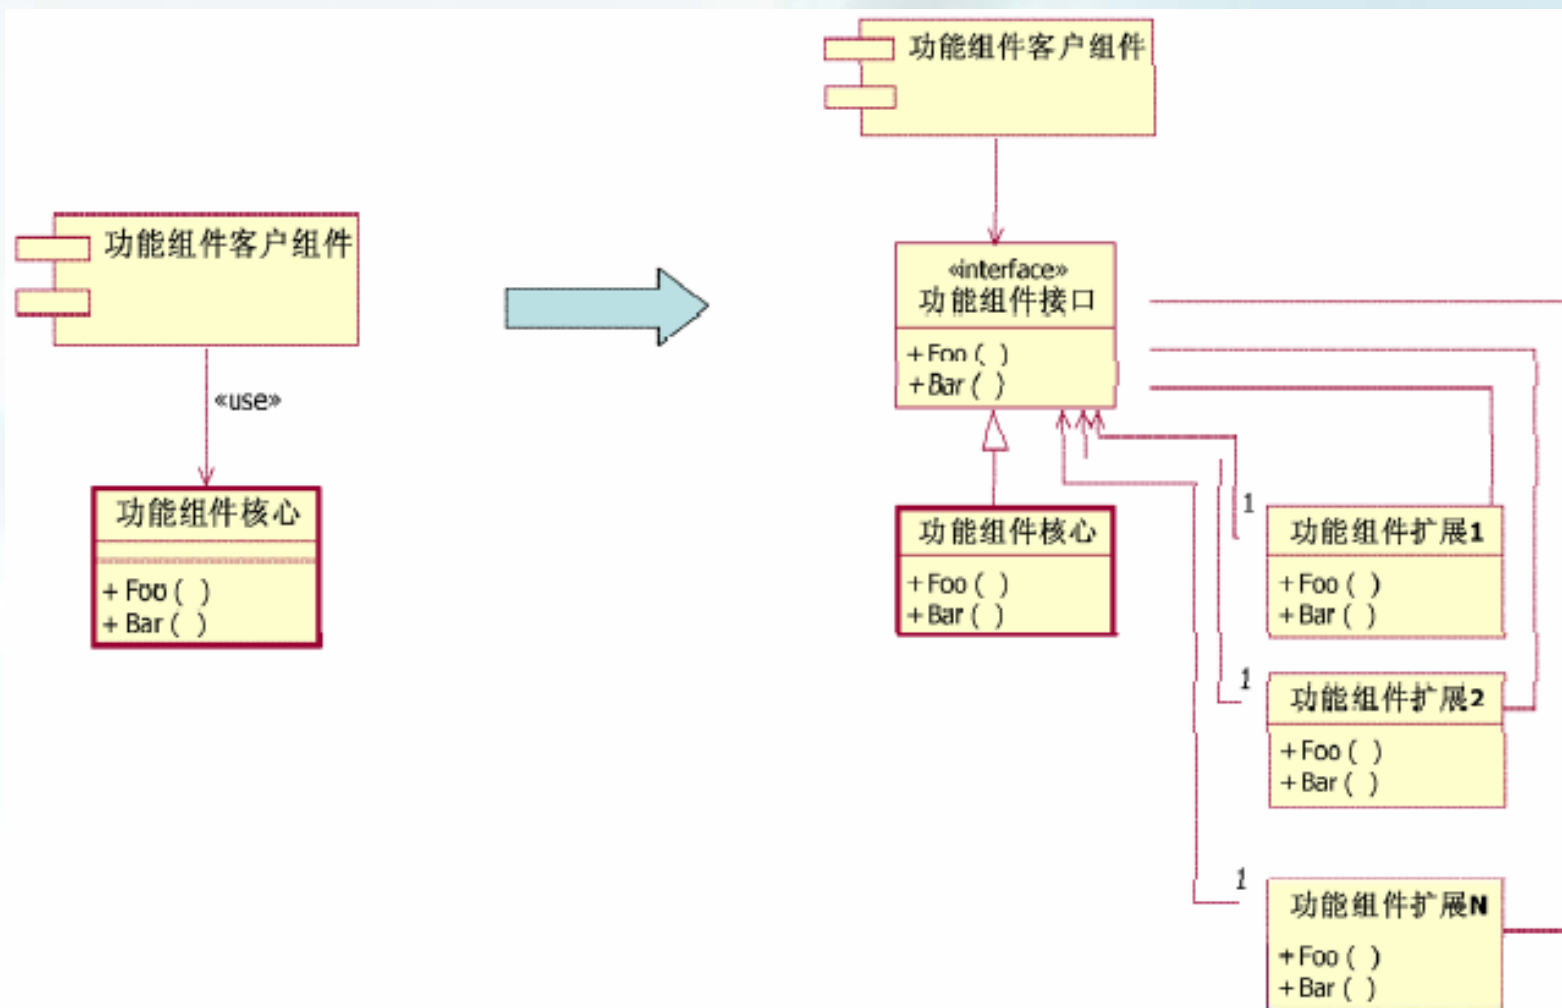 功能组件客户组件
«use»
功能组件核心
+ Foo ( )
+ Bar ( )
功能组件客户组件
«interface»
功能组件接口
+ Foo ( )
+ Bar ( )
功能组件核心
+ Foo ( )
+ Bar ( )
1
功能组件扩展1
+ Foo ( )
+ Bar ( )
1
功能组件扩展2
+ Foo ( )
+ Bar ( )
1
功能组件扩展N
+ Foo ( )
+ Bar ( )